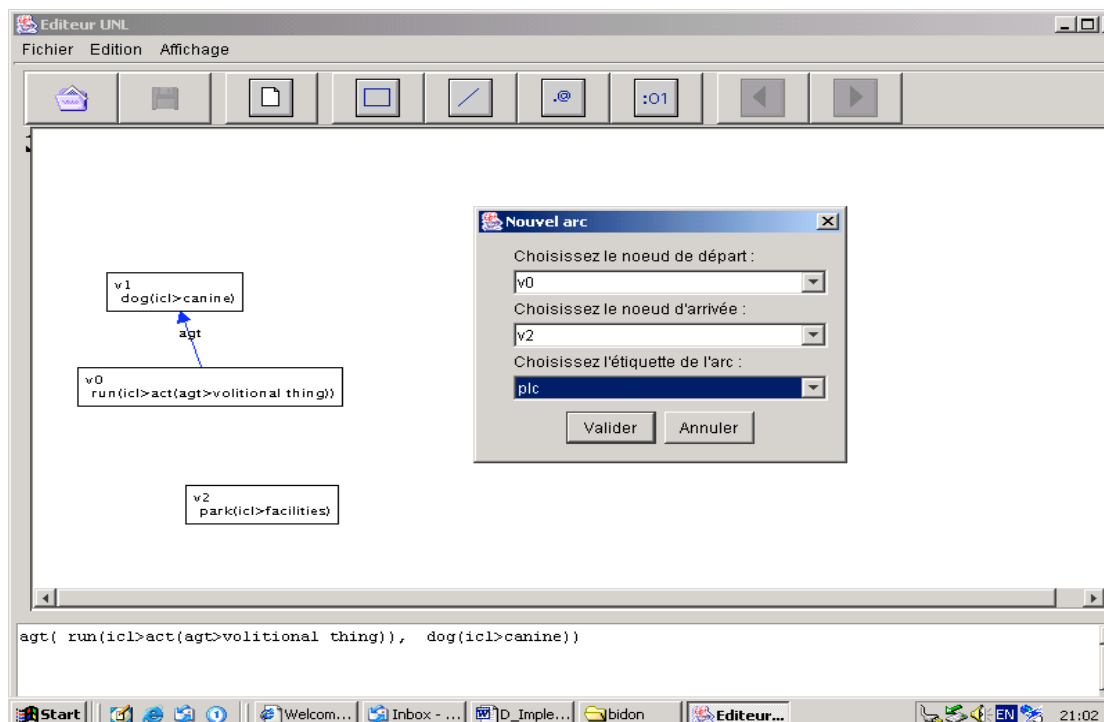 Editeur UNL
Fichier Edition Affichage
.@
:01
Nouvel arc
Choisissez le noeud de départ :
v0
Choisissez le noeud d'arrivée :
v2
Choisissez l'étiquette de l'arc :
plc
Valider Annuler
v1
dog(icl>canine)
agt
v0
run(icl>act(agt>volitional thing))
v2
park(icl>facilities)
agt( run(icl>act(agt>volitional thing)), dog(icl>canine))
Start Welcom... Inbox - ... D_Imple... bidon Editeur... EN 21:02